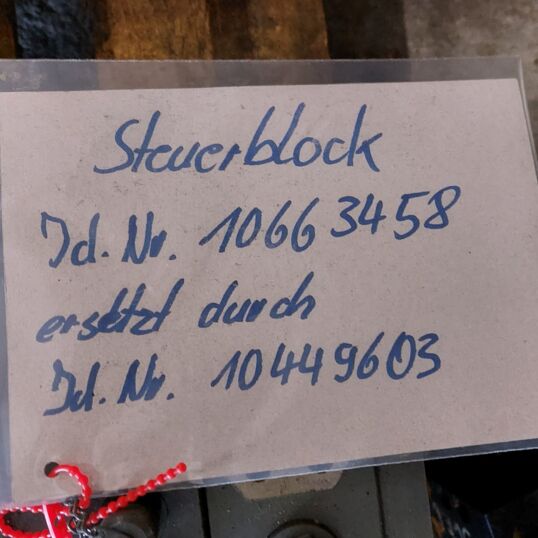 Steuerblock
Id. Nr. 10663458
ersetzt durch
Id. Nr. 10449603